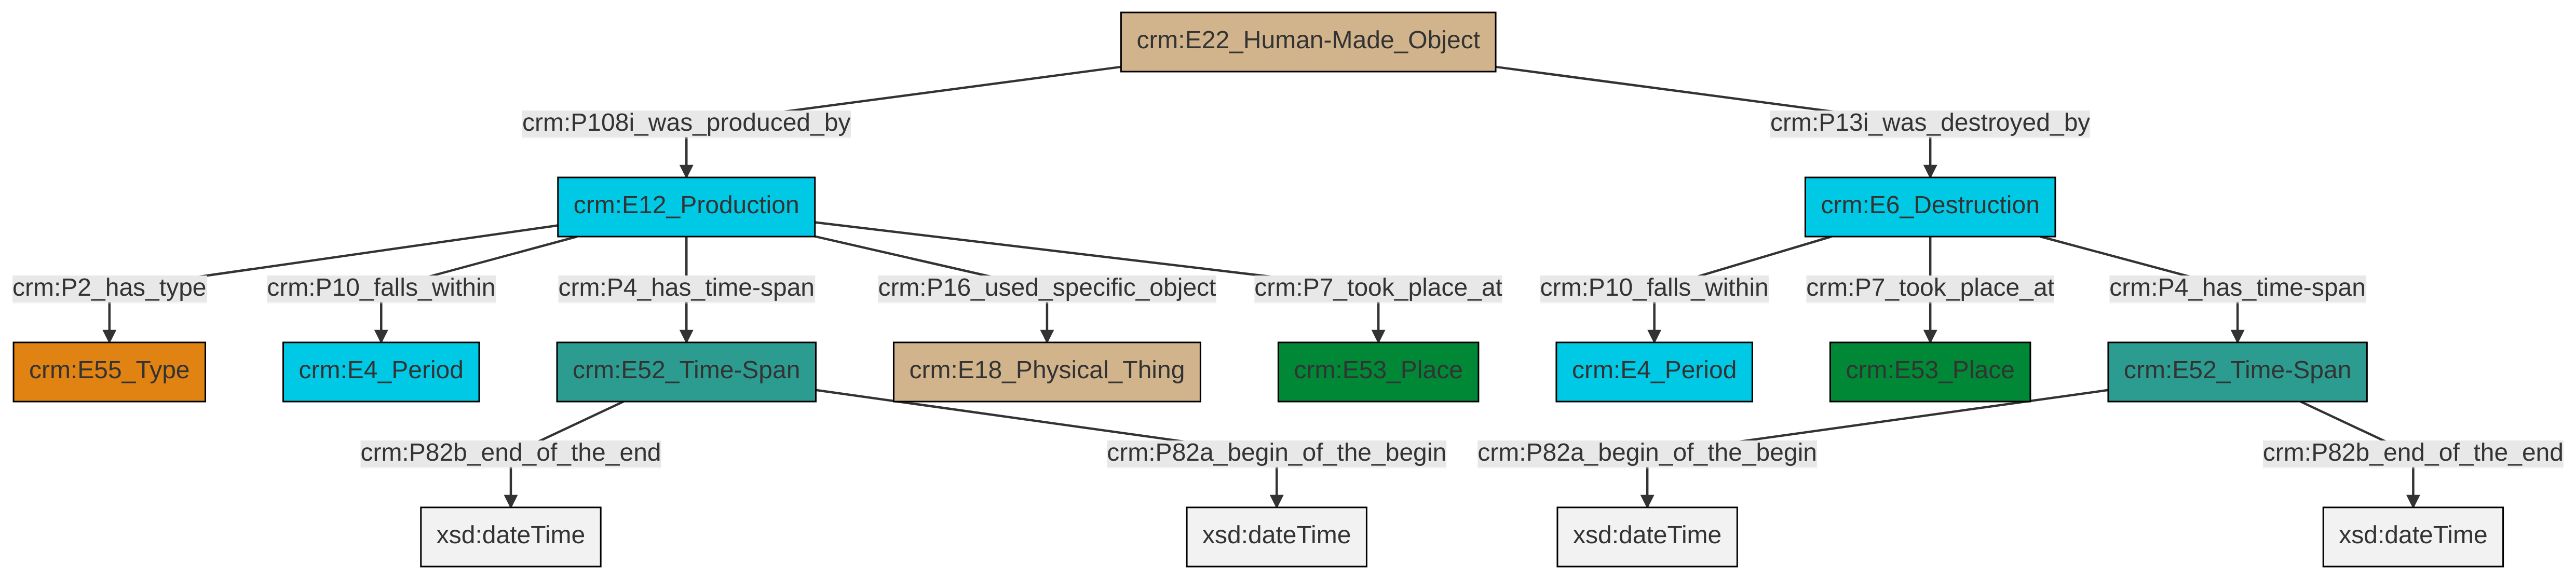 crm:E22_Human-Made_Object
crm:P108i_was_produced_by
crm:P13i_was_destroyed_by
crm:E12_Production
crm:E6_Destruction
crm:P2_has_type
crm:P10_falls_within
crm:P4_has_time-span
crm:P16_used_specific_object
crm:P7_took_place_at
crm:P10_falls_within
crm:P7_took_place_at
crm:P4_has_time-span
crm:E55_Type
crm:E4_Period
crm:E52_Time-Span
crm:E18_Physical_Thing
crm:E53_Place
crm:E4_Period
crm:E53_Place
crm:E52_Time-Span
crm:P82b_end_of_the_end
crm:P82a_begin_of_the_begin
crm:P82a_begin_of_the_begin
crm:P82b_end_of_the_end
xsd:dateTime
xsd:dateTime
xsd:dateTime
xsd:dateTime